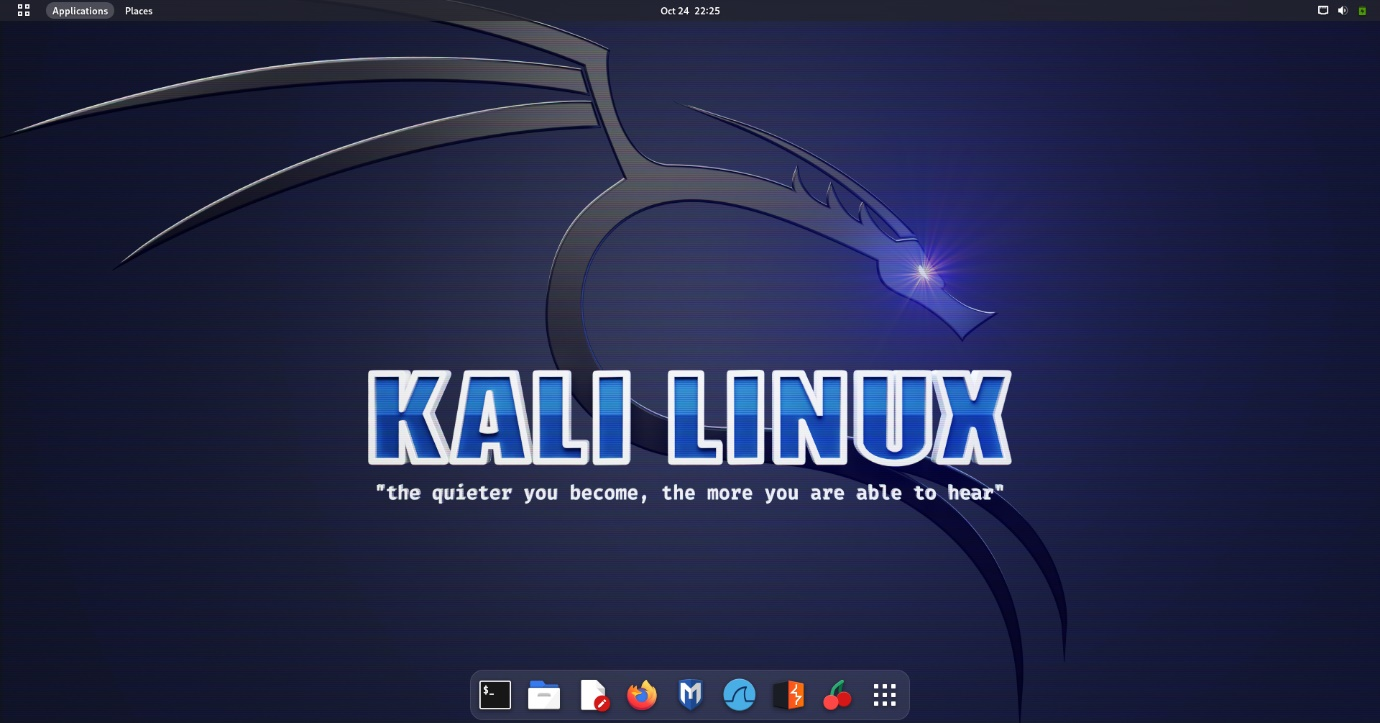 Applications Places Oct 24 22:25
KALI LINUX
"the quieter you become, the more you are able to hear"
$_